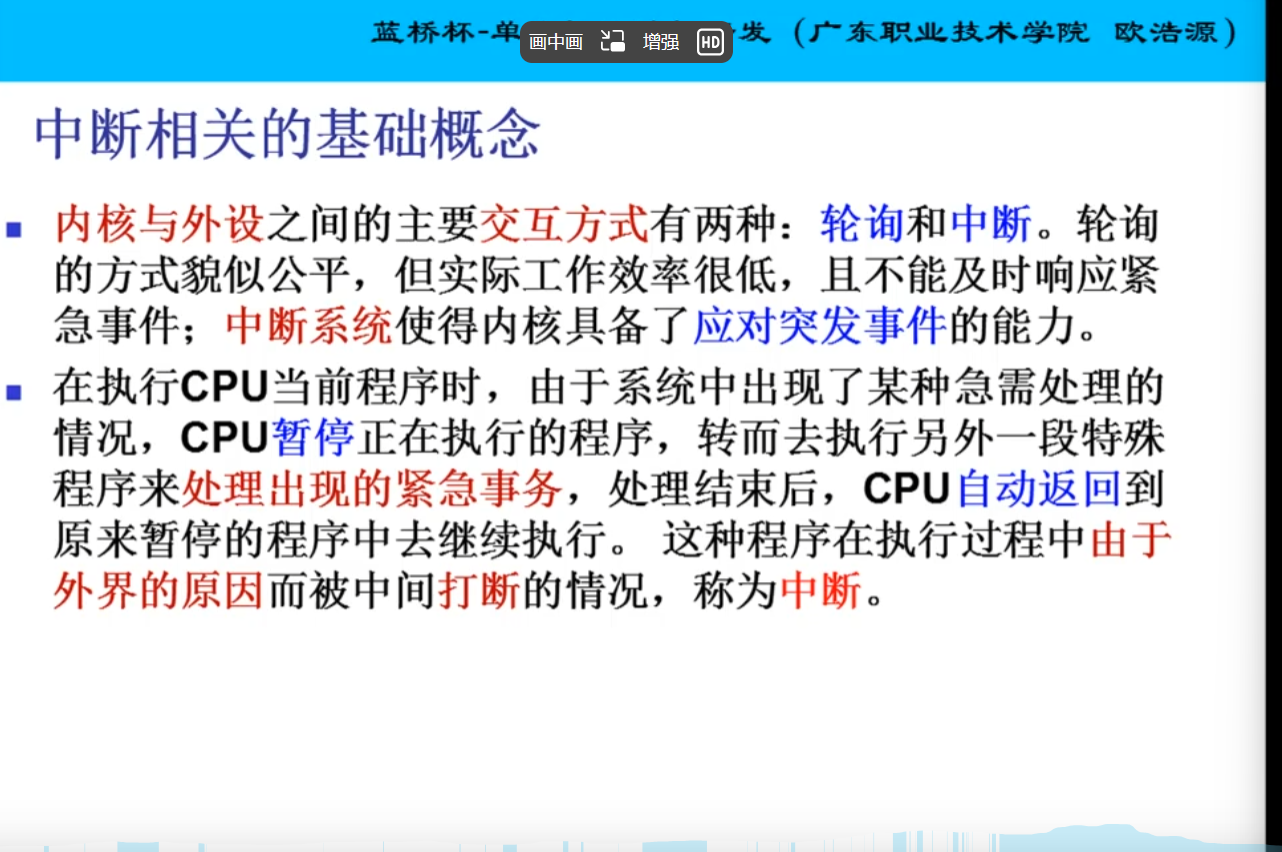 蓝桥杯-单
发（广东职业技术学院 欧浩源）
画中画 增强 HD
中断相关的基础概念
内核与外设之间的主要交互方式有两种：轮询和中断。轮询
的方式貌似公平，但实际工作效率很低，且不能及时响应紧
急事件；中断系统使得内核具备了应对突发事件的能力。
在执行CPU当前程序时，由于系统中出现了某种急需处理的
情况，CPU暂停正在执行的程序，转而去执行另外一段特殊
程序来处理出现的紧急事务，处理结束后，CPU自动返回到
原来暂停的程序中去继续执行。 这种程序在执行过程中由于
外界的原因而被中间打断的情况，称为中断。